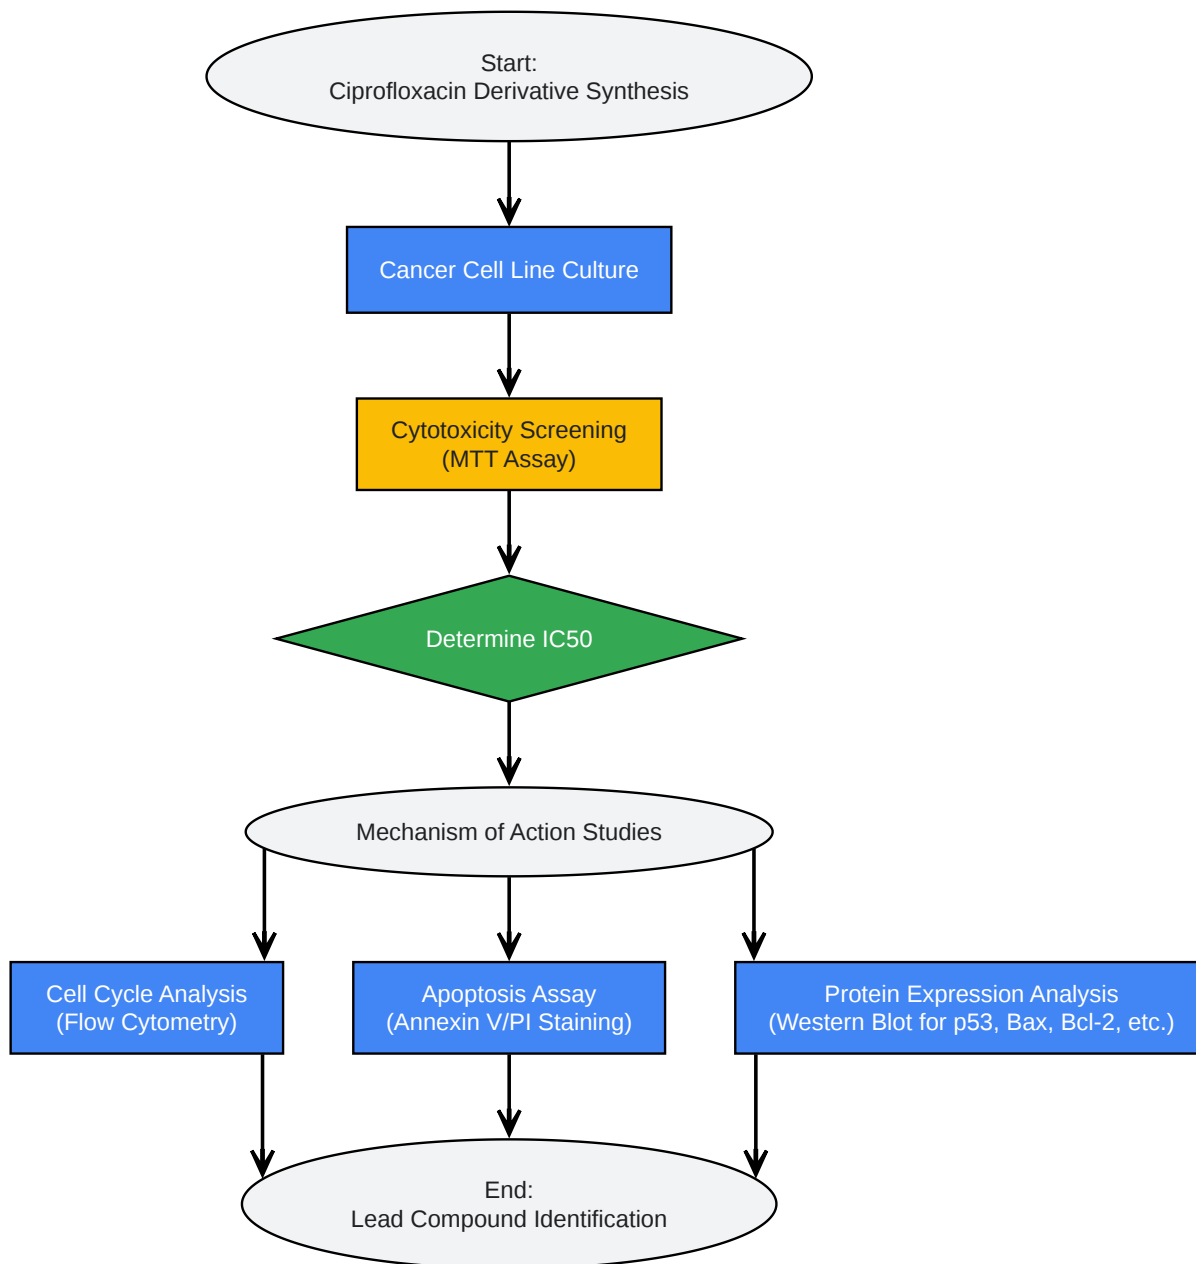 Start:
Ciprofloxacin Derivative Synthesis
Cancer Cell Line Culture
Cytotoxicity Screening
(MTT Assay)
Determine IC50
Mechanism of Action Studies
Cell Cycle Analysis
(Flow Cytometry)
Apoptosis Assay
(Annexin V/PI Staining)
Protein Expression Analysis
(Western Blot for p53, Bax, Bcl-2, etc.)
End:
Lead Compound Identification